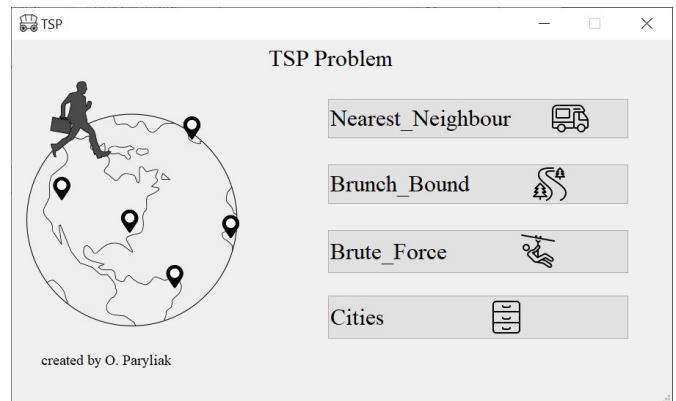 TSP
TSP Problem
Nearest_Neighbour
Brunch_Bound
Brute_Force
Cities
created by O. Paryliak